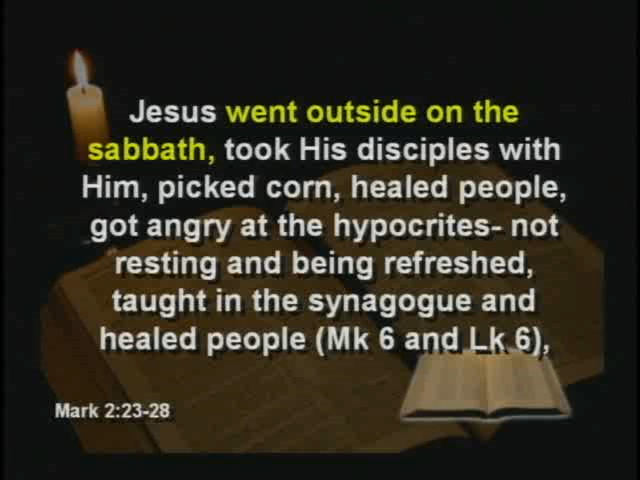 Jesus went outside on the
sabbath, took His disciples with
Him, picked corn, healed people,
got angry at the hypocrites- not
resting and being refreshed,
taught in the synagogue and
healed people (Mk 6 and Lk 6),
Mark 2:23-28